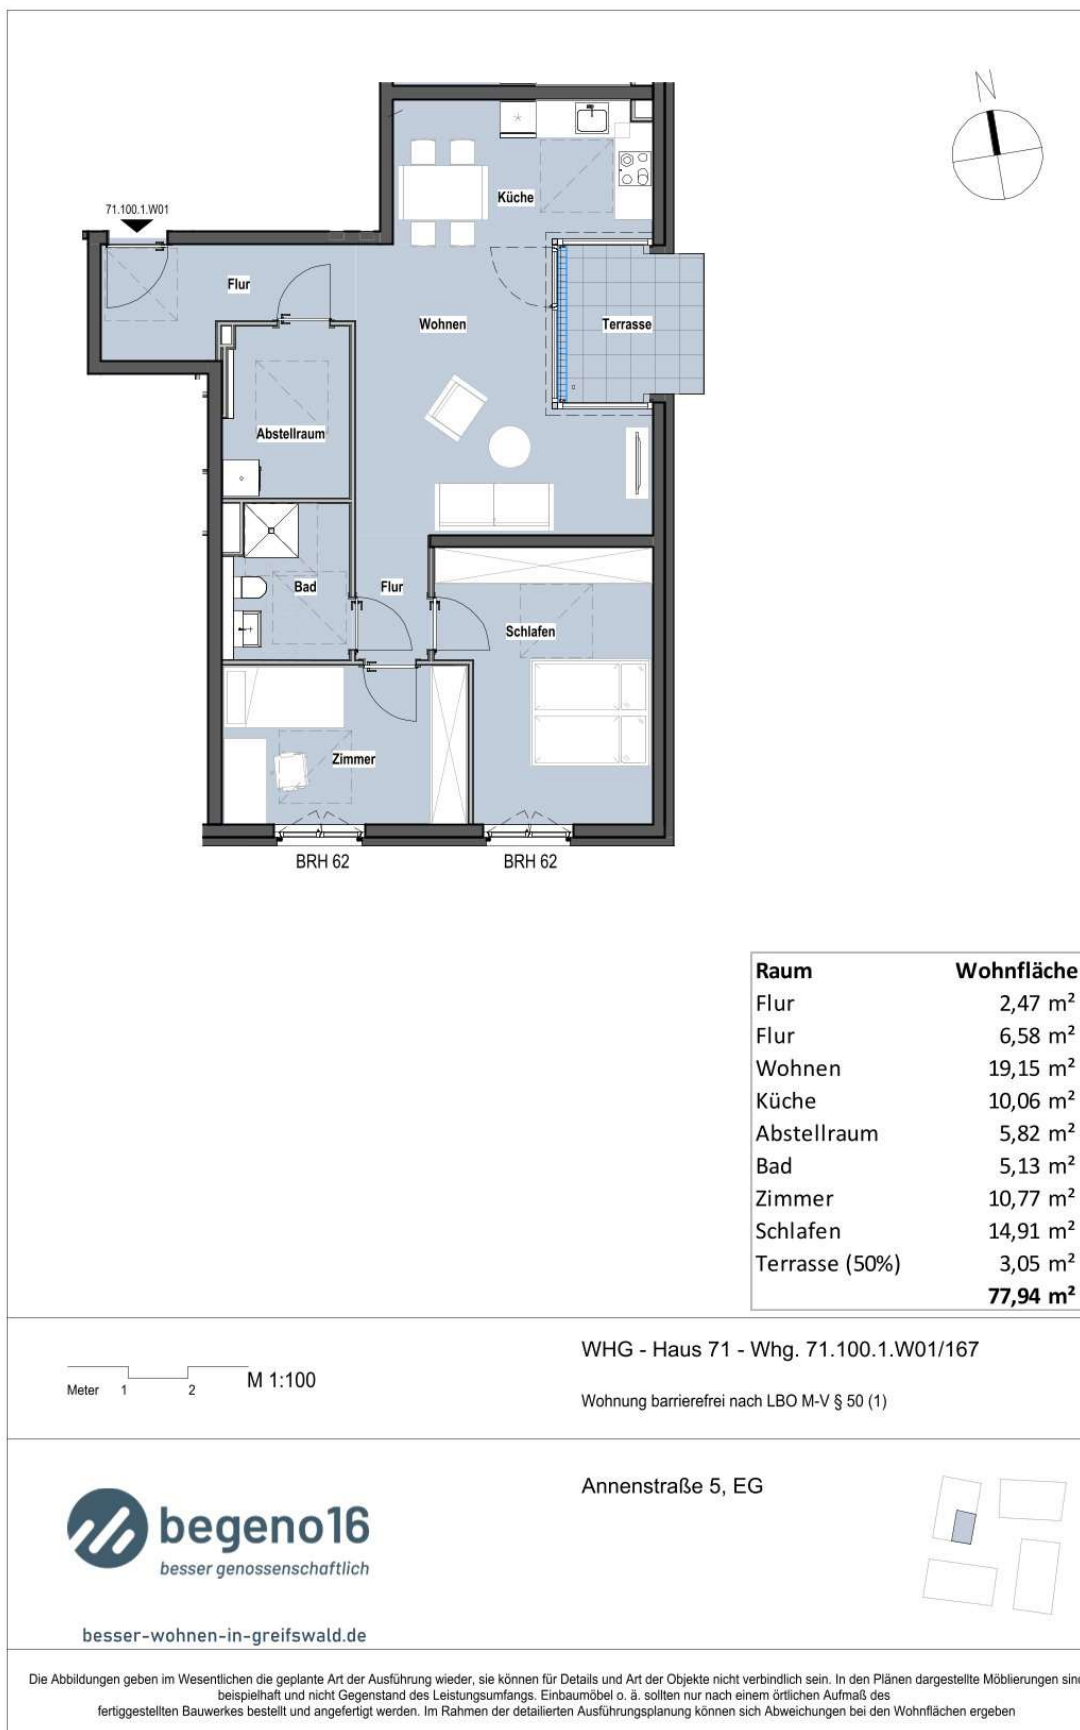 N
71.100.1.W01
Küche
Flur
Wohnen
Terrasse
Abstellraum
Bad
Flur
Schlafen
Zimmer
BRH 62
BRH 62
Raum Wohnfläche
Flur 2,47 m²
Flur 6,58 m²
Wohnen 19,15 m²
Küche 10,06 m²
Abstellraum 5,82 m²
Bad 5,13 m²
Zimmer 10,77 m²
Schlafen 14,91 m²
Terrasse (50%) 3,05 m²
77,94 m²
WHG - Haus 71 - Whg. 71.100.1.W01/167
Meter 1 2 M 1:100
Wohnung barrierefrei nach LBO M-V § 50 (1)
Annenstraße 5, EG
begeno16
besser genossenschaftlich
besser-wohnen-in-greifswald.de
Die Abbildungen geben im Wesentlichen die geplante Art der Ausführung wieder, sie können für Details und Art der Objekte nicht verbindlich sein. In den Plänen dargestellte Möblierungen sind
beispielhaft und nicht Gegenstand des Leistungsumfangs. Einbaumöbel o. ä. sollten nur nach einem örtlichen Aufmaß des
fertiggestellten Bauwerkes bestellt und angefertigt werden. Im Rahmen der detailierten Ausführungsplanung können sich Abweichungen bei den Wohnflächen ergeben